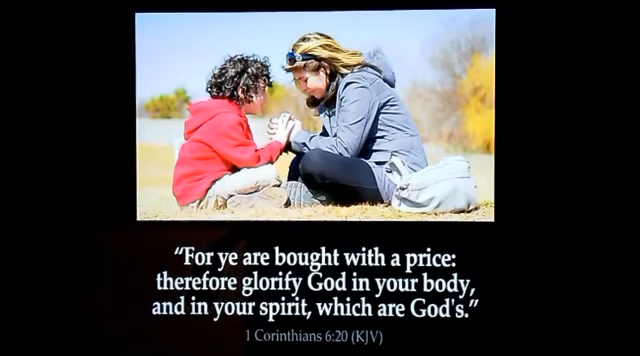 “For ye are bought with a price:
therefore glorify God in your body,
and in your spirit, which are God's.”
1 Corinthians 6:20 (KJV)